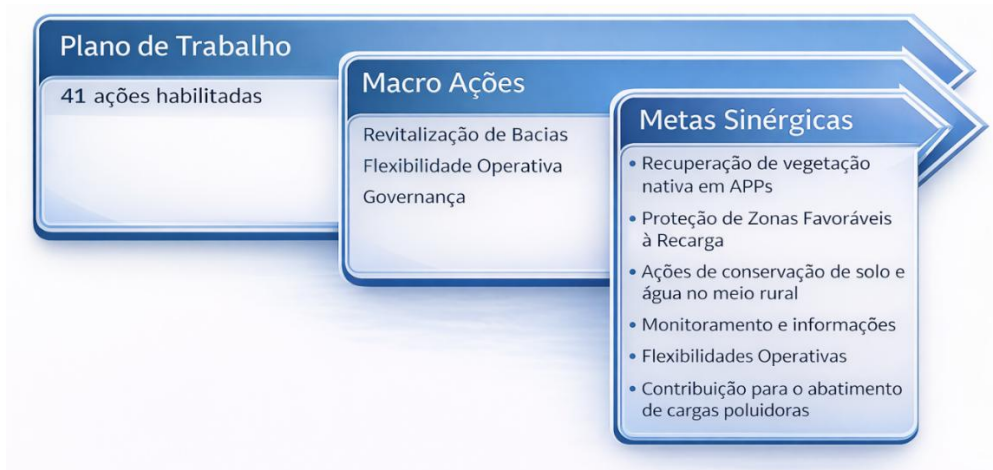 Plano de Trabalho
41 ações habilitadas
Macro Ações
Revitalização de Bacias
Flexibilidade Operativa
Governança
Metas Sinérgicas
• Recuperação de vegetação
nativa em APPs
• Proteção de Zonas Favoráveis
à Recarga
• Ações de conservação de solo e
água no meio rural
• Monitoramento e informações
• Flexibilidades Operativas
• Contribuição para o abatimento
de cargas poluidoras